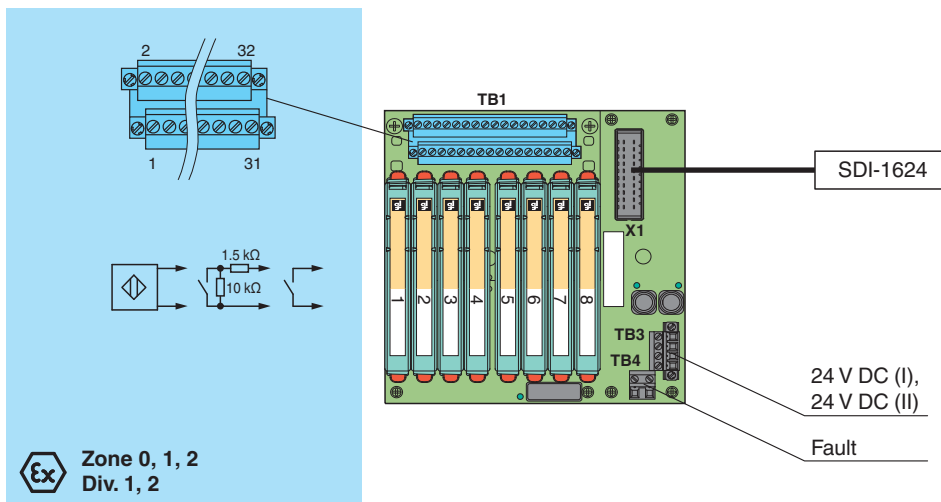 2 32
1 31
TB1
SDI-1624
X1
1.5 kΩ
10 kΩ
1 2 3 4 5 6 7 8
TB3
TB4
24 V DC (I),
24 V DC (II)
Fault
Ex
Zone 0, 1, 2
Div. 1, 2